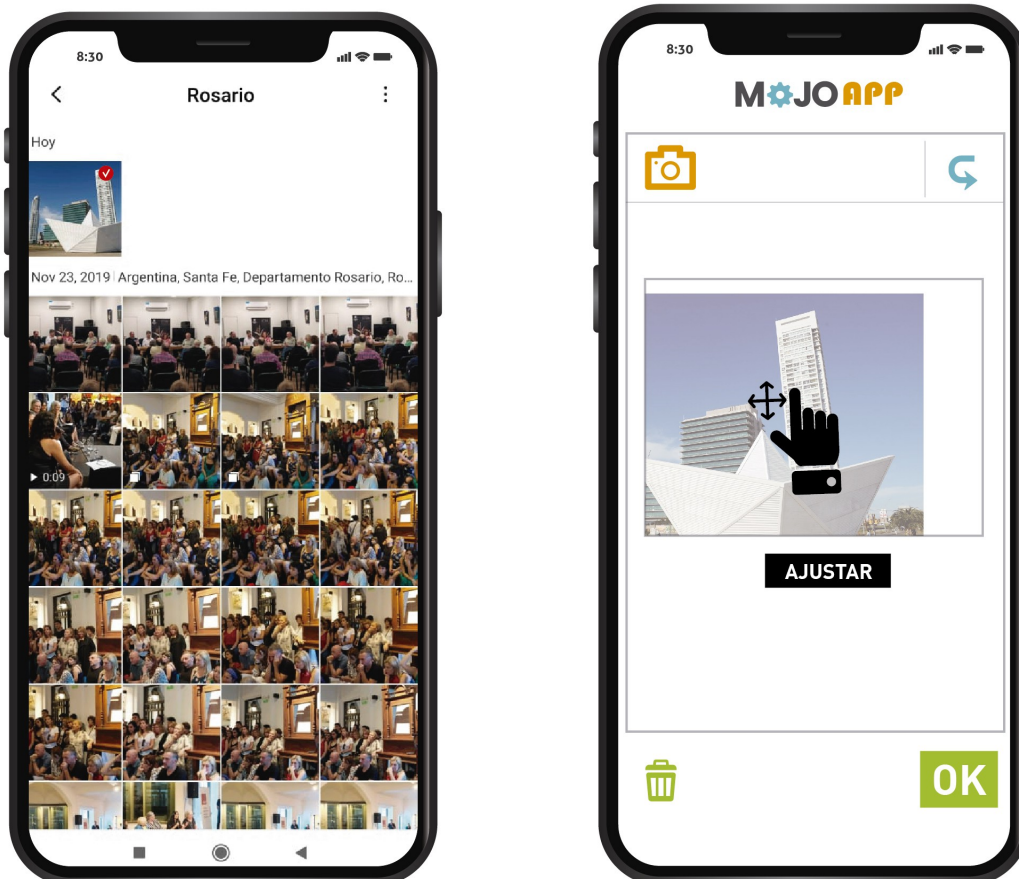 8:30
Rosario
Hoy
Nov 23, 2019 Argentina, Santa Fe, Departamento Rosario, Ro...
0:09
8:30
MOJO APP
AJUSTAR
OK